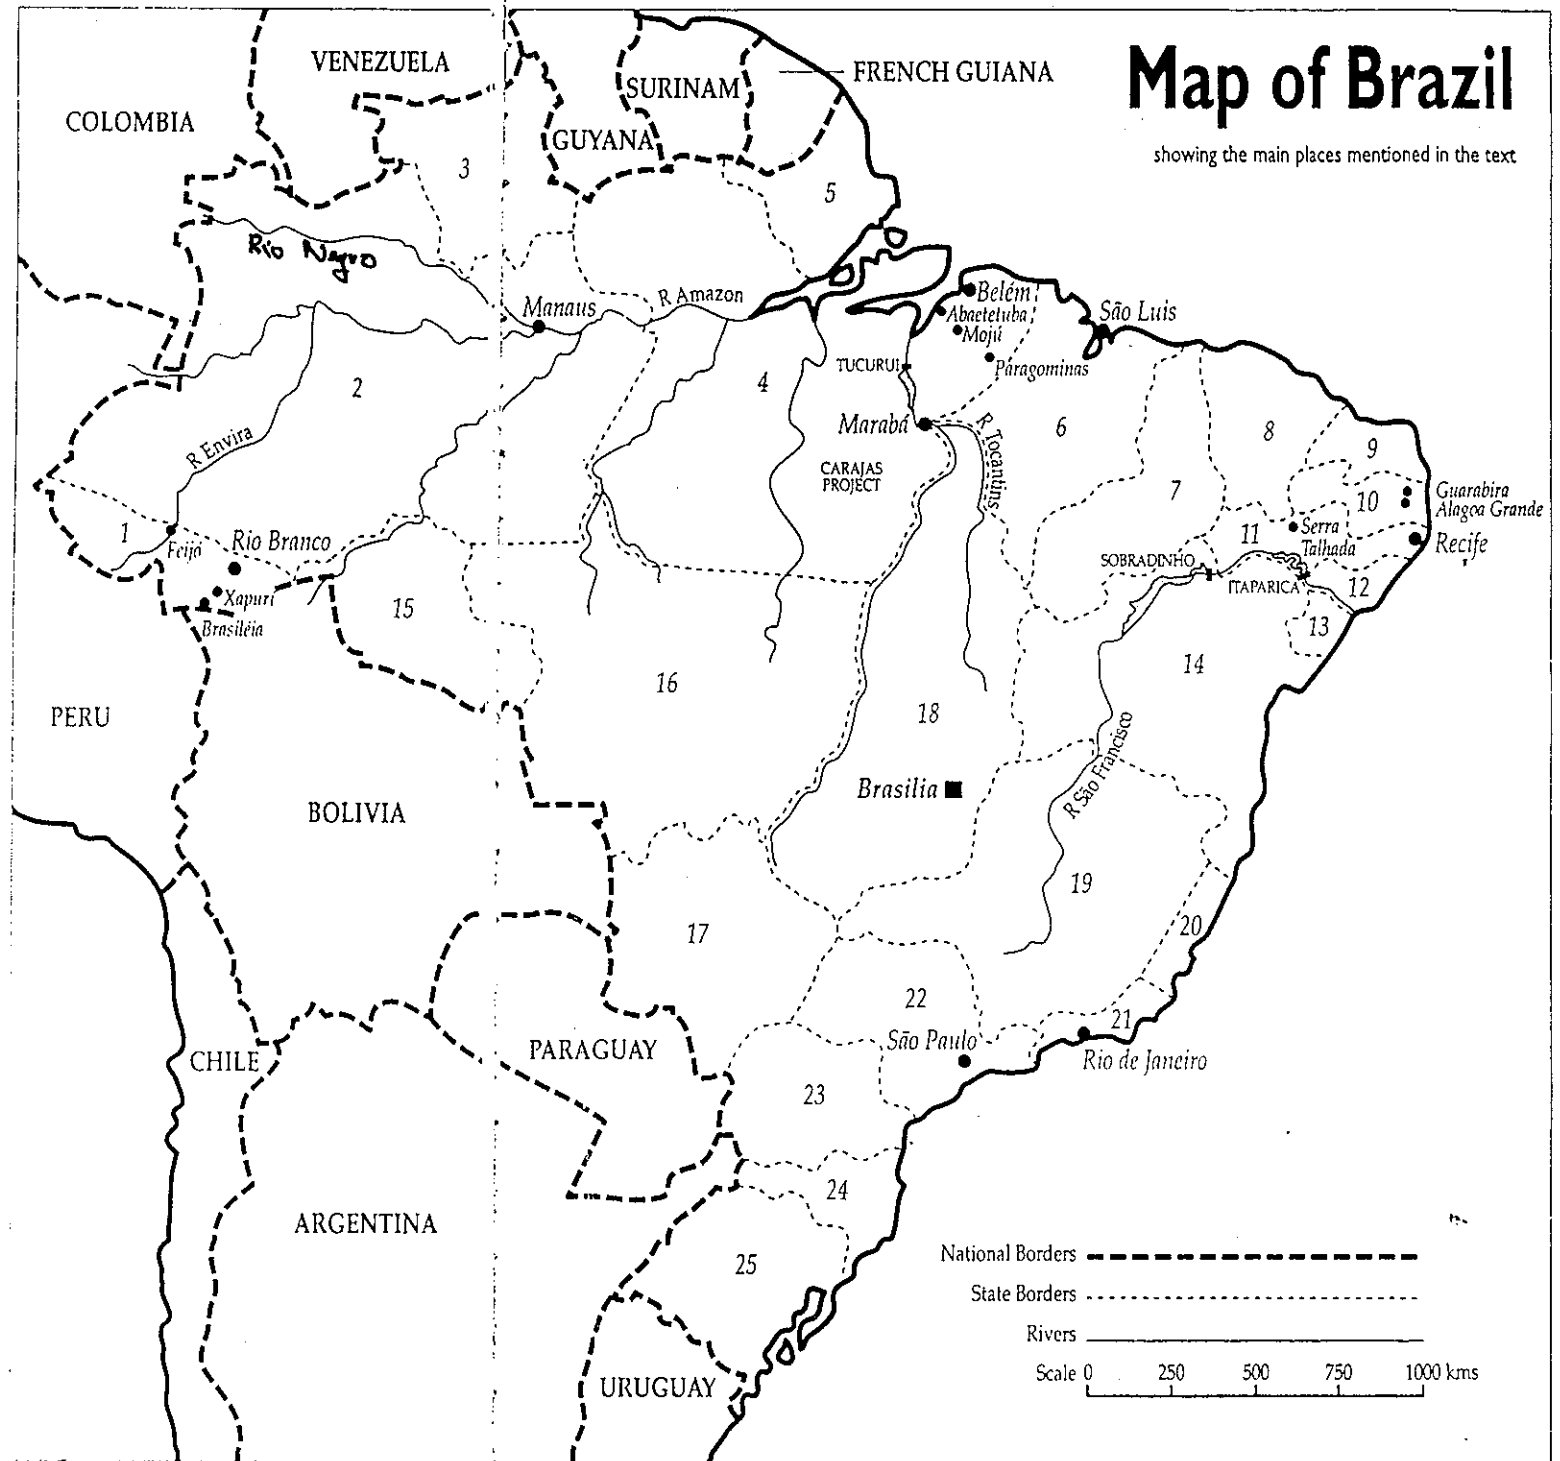 Map of Brazil
showing the main places mentioned in the text
VENEZUELA
COLOMBIA
SURINAM
FRENCH GUIANA
GUYANA
3
5
Rio Negro
Manaus
R Amazon
Belém
Abaetetuba
Mojú
São Luis
Paragominas
TUCURUI
2
4
Marabá
R Tocantins
6
8
9
R Envira
CARAJAS
PROJECT
7
10
Guarabira
Alagoa Grande
1
Feijó
Rio Branco
11
Serra
Talhada
Recife
SOBRADINHO
ITAPARICA
12
Xapuri
Brasiléia
15
13
14
16
PERU
18
R São Francisco
Brasilia
BOLIVIA
19
17
20
22
21
São Paulo
Rio de Janeiro
CHILE
PARAGUAY
23
24
ARGENTINA
25
URUGUAY
National Borders
State Borders
Rivers
Scale 0 250 500 750 1000 kms